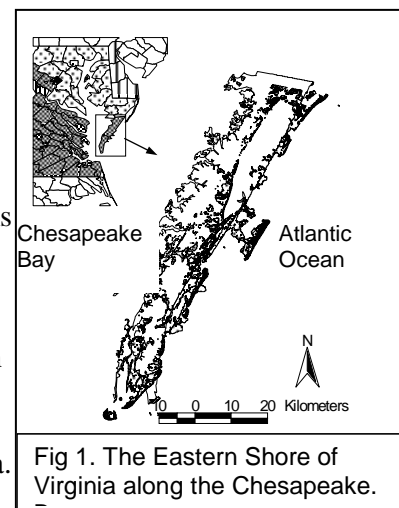 s
Chesapeake
Bay
Atlantic
Ocean
N
10 0 10 20 Kilometers
a.
Fig 1. The Eastern Shore of
Virginia along the Chesapeake.